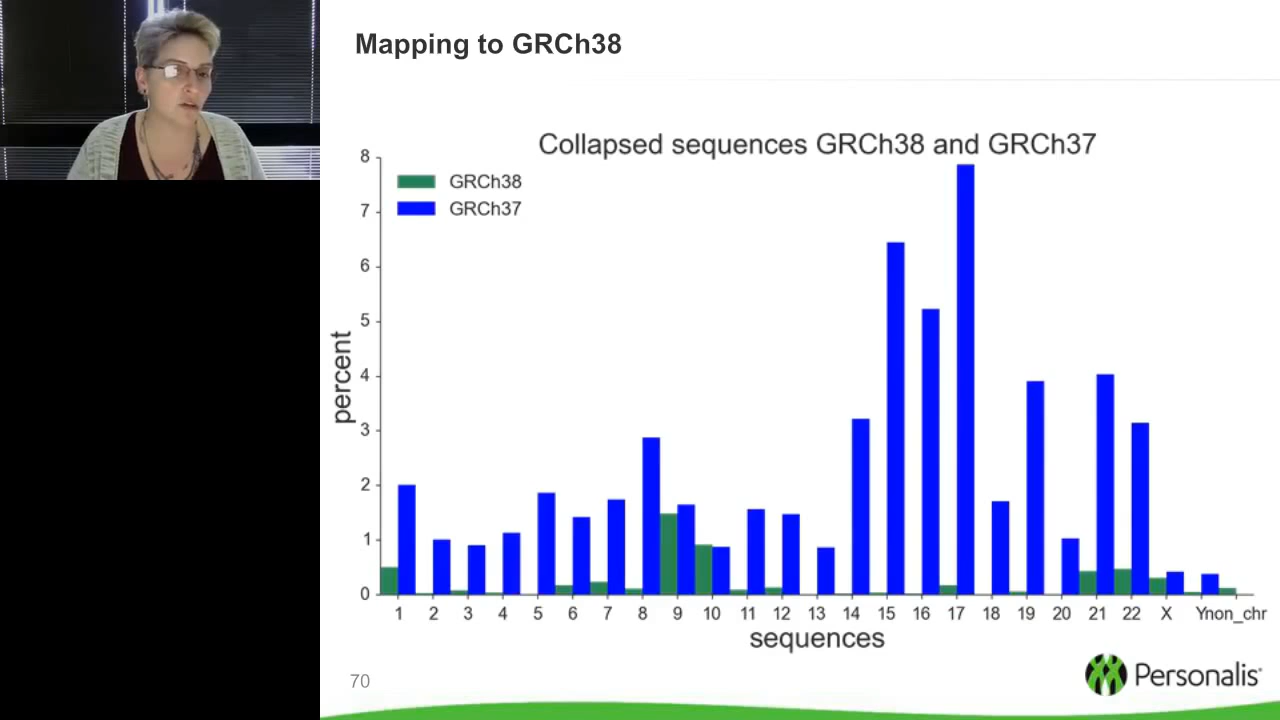 Mapping to GRCh38
Collapsed sequences GRCh38 and GRCh37
GRCh38
GRCh37
8
7
6
5
4
3
2
1
0
percent
1 2 3 4 5 6 7 8 9 10 11 12 13 14 15 16 17 18 19 20 21 22 X Ynon_chr
sequences
70
Personalis